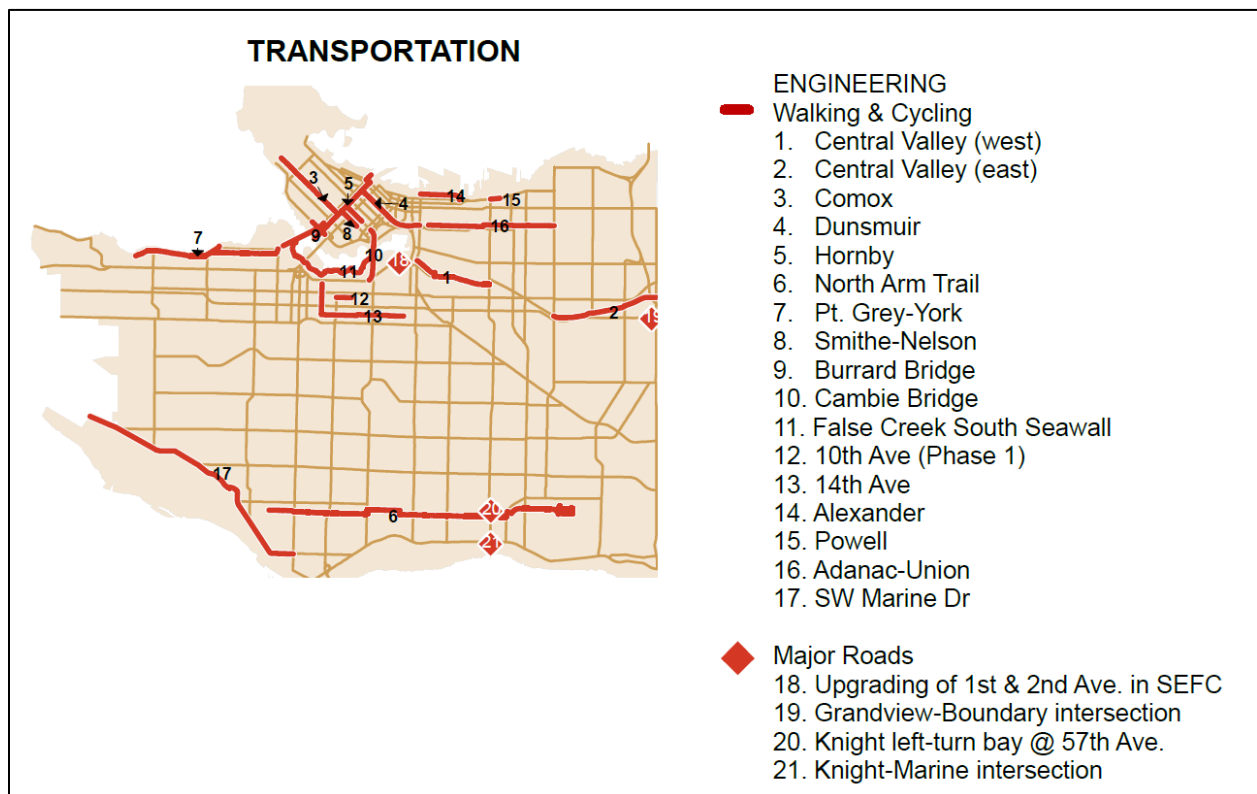 TRANSPORTATION
ENGINEERING
Walking & Cycling
1. Central Valley (west)
2. Central Valley (east)
3. Comox
4. Dunsmuir
5. Hornby
6. North Arm Trail
7. Pt. Grey-York
8. Smithe-Nelson
9. Burrard Bridge
10. Cambie Bridge
11. False Creek South Seawall
12. 10th Ave (Phase 1)
13. 14th Ave
14. Alexander
15. Powell
16. Adanac-Union
17. SW Marine Dr
Major Roads
18. Upgrading of 1st & 2nd Ave. in SEFC
19. Grandview-Boundary intersection
20. Knight left-turn bay @ 57th Ave.
21. Knight-Marine intersection
3
5
4
14
15
16
7
9
8
10
18
11
1
12
13
2
19
17
6
20
21